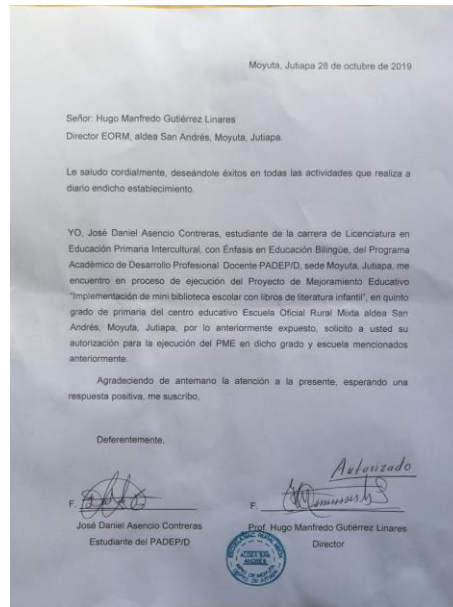 Moyuta, Jutiapa 28 de octubre de 2019
Señor: Hugo Manfredo Gutiérrez Linares
Director EORM, aldea San Andrés, Moyuta, Jutiapa.
Le saludo cordialmente, deseándole éxitos en todas las actividades que realiza a
diario endicho establecimiento.
YO, José Daniel Asencio Contreras, estudiante de la carrera de Licenciatura en
Educación Primaria Intercultural, con Énfasis en Educación Bilingüe, del Programa
Académico de Desarrollo Profesional Docente PADEP/D, sede Moyuta, Jutiapa, me
encuentro en proceso de ejecución del Proyecto de Mejoramiento Educativo
"Implementación de mini biblioteca escolar con libros de literatura infantil", en quinto
grado de primaria del centro educativo Escuela Oficial Rural Mixta aldea San
Andrés, Moyuta, Jutiapa, por lo anteriormente expuesto, solicito a usted su
autorización para la ejecución del PME en dicho grado y escuela mencionados
anteriormente.
Agradeciendo de antemano la atención a la presente, esperando una
respuesta positiva, me suscribo,
Deferentemente,
Autorizado
F.
F.
José Daniel Asencio Contreras
Estudiante del PADEP/D
Prof. Hugo Manfredo Gutiérrez Linares
Director
ALDEA SAN
ANDRES